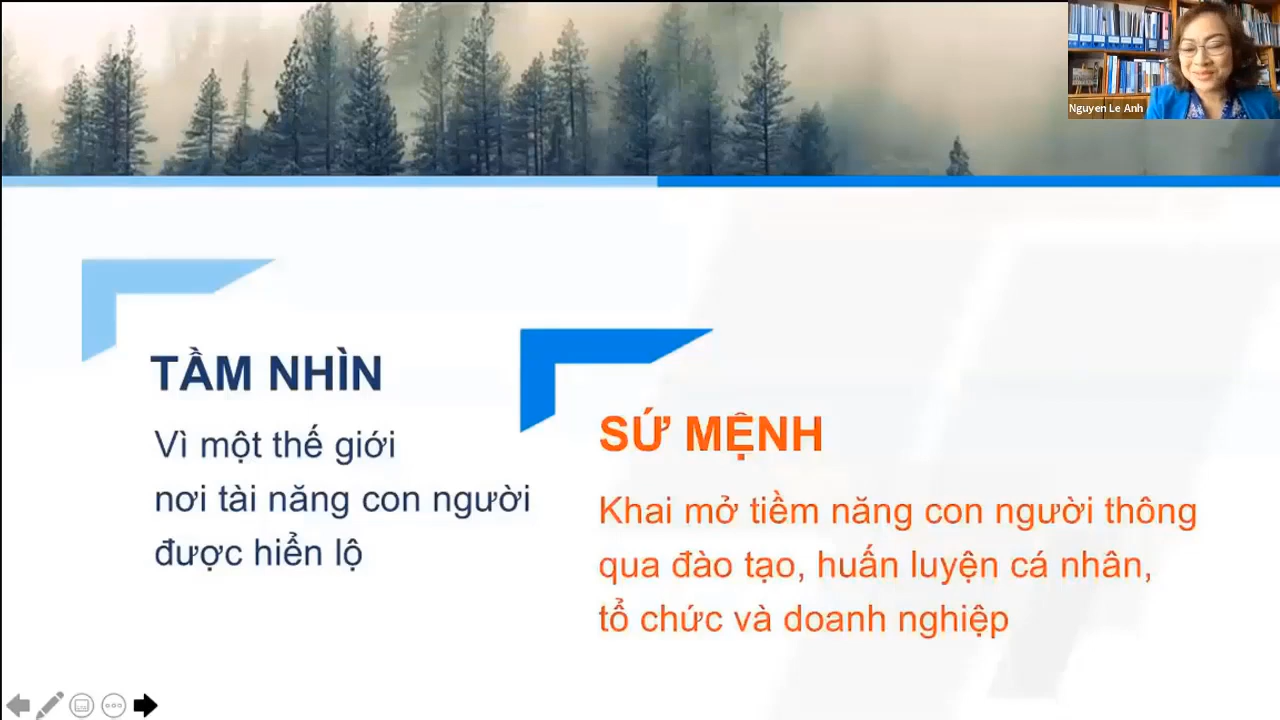 Nguyen Le Anh
TẦM NHÌN
Vì một thế giới
nơi tài năng con người
được hiển lộ
SỨ MỆNH
Khai mở tiềm năng con người thông
qua đào tạo, huấn luyện cá nhân,
tổ chức và doanh nghiệp